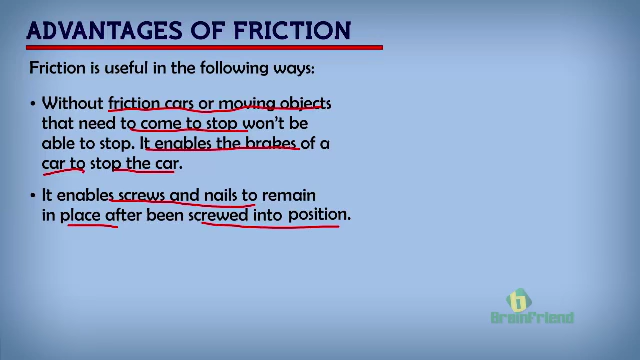 ADVANTAGES OF FRICTION
Friction is useful in the following ways:
• Without friction cars or moving objects
that need to come to stop won't be
able to stop. It enables the brakes of a
car to stop the car.
• It enables screws and nails to remain
in place after been screwed into position.
BrainFriend